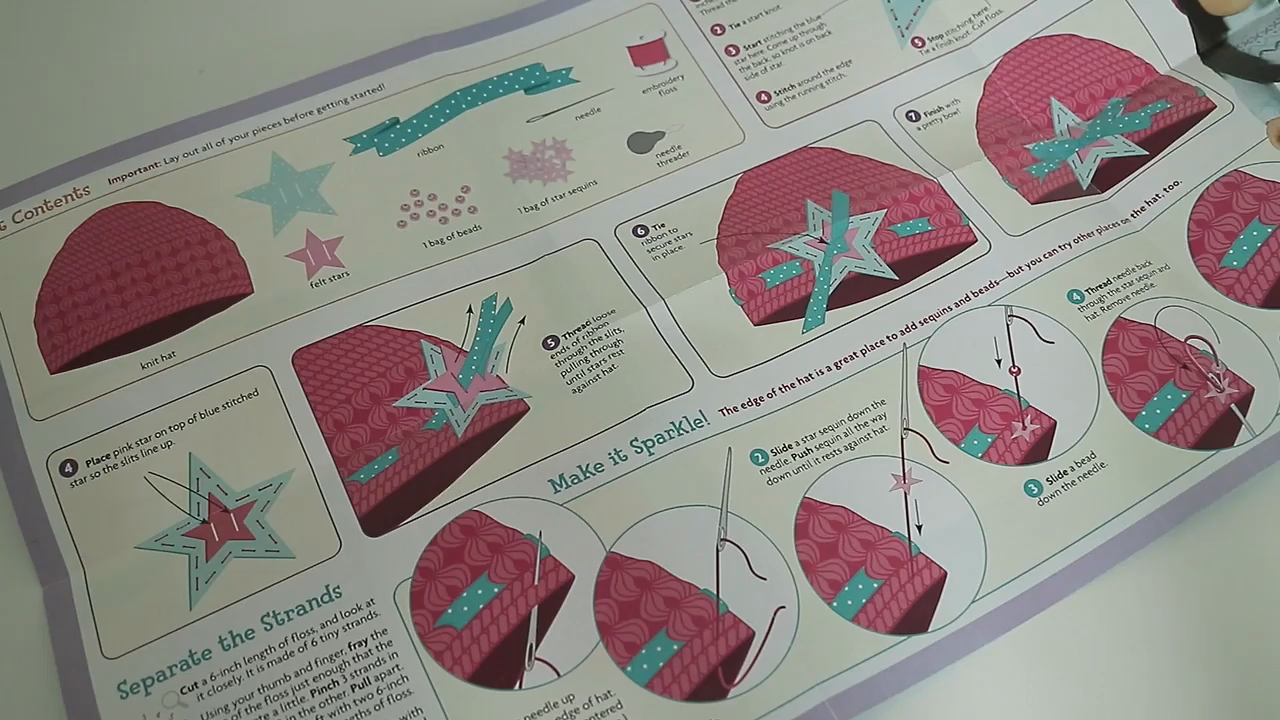 t Contents
Important: Lay out all of your pieces before getting started!
ribbon
needle
embroidery
floss
needle
threader
1 bag of star sequins
1 bag of beads
felt stars
knit hat
Thread the
2 Tie a start knot.
3 Start stitching the blue
star here. Come up through
the back, so knot is on back
side of star.
4 Stitch around the edge
using the running stitch.
5 Stop stitching here!
Tie a finish knot. Cut floss.
4 Place pink star on top of blue stitched
star so the slits line up.
5 Thread loose
ends of ribbon
through the slits,
pulling through
until stars rest
against hat.
6 Tie
ribbon to
secure stars
in place.
7 Finish with
a pretty bow!
Make it Sparkle!
The edge of the hat is a great place to add sequins and beads—but you can try other places on the hat, too.
2 Slide a star sequin down the
needle. Push sequin all the way
down until it rests against hat.
3 Slide a bead
down the needle.
4 Thread needle back
through the star sequin and
hat. Remove needle.
Separate the Strands
Cut a 6-inch length of floss, and look at
it closely. It is made of 6 tiny strands.
Using your thumb and finger, fray the
of the floss just enough that the
ate a little. Pinch 3 strands in
in the other. Pull apart.
ft with two 6-inch
ngths of floss.
with
needle up
edge of hat.
ntered